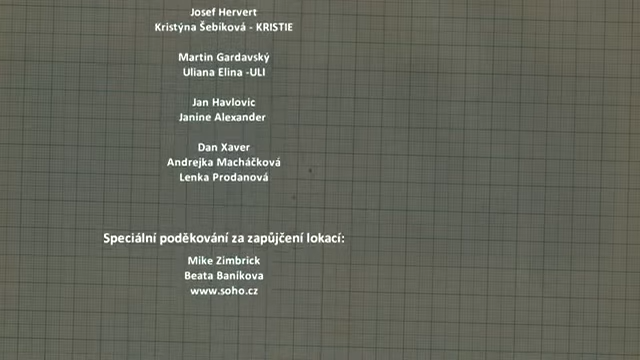 Josef Hervert
Kristýna Šebíková - KRISTIE
Martin Gardavský
Uliana Elina -ULI
Jan Havlovic
Janine Alexander
Dan Xaver
Andrejka Macháčková
Lenka Prodanová
Speciální poděkování za zapůjčení lokací:
Mike Zimbrick
Beata Baníkova
www.soho.cz